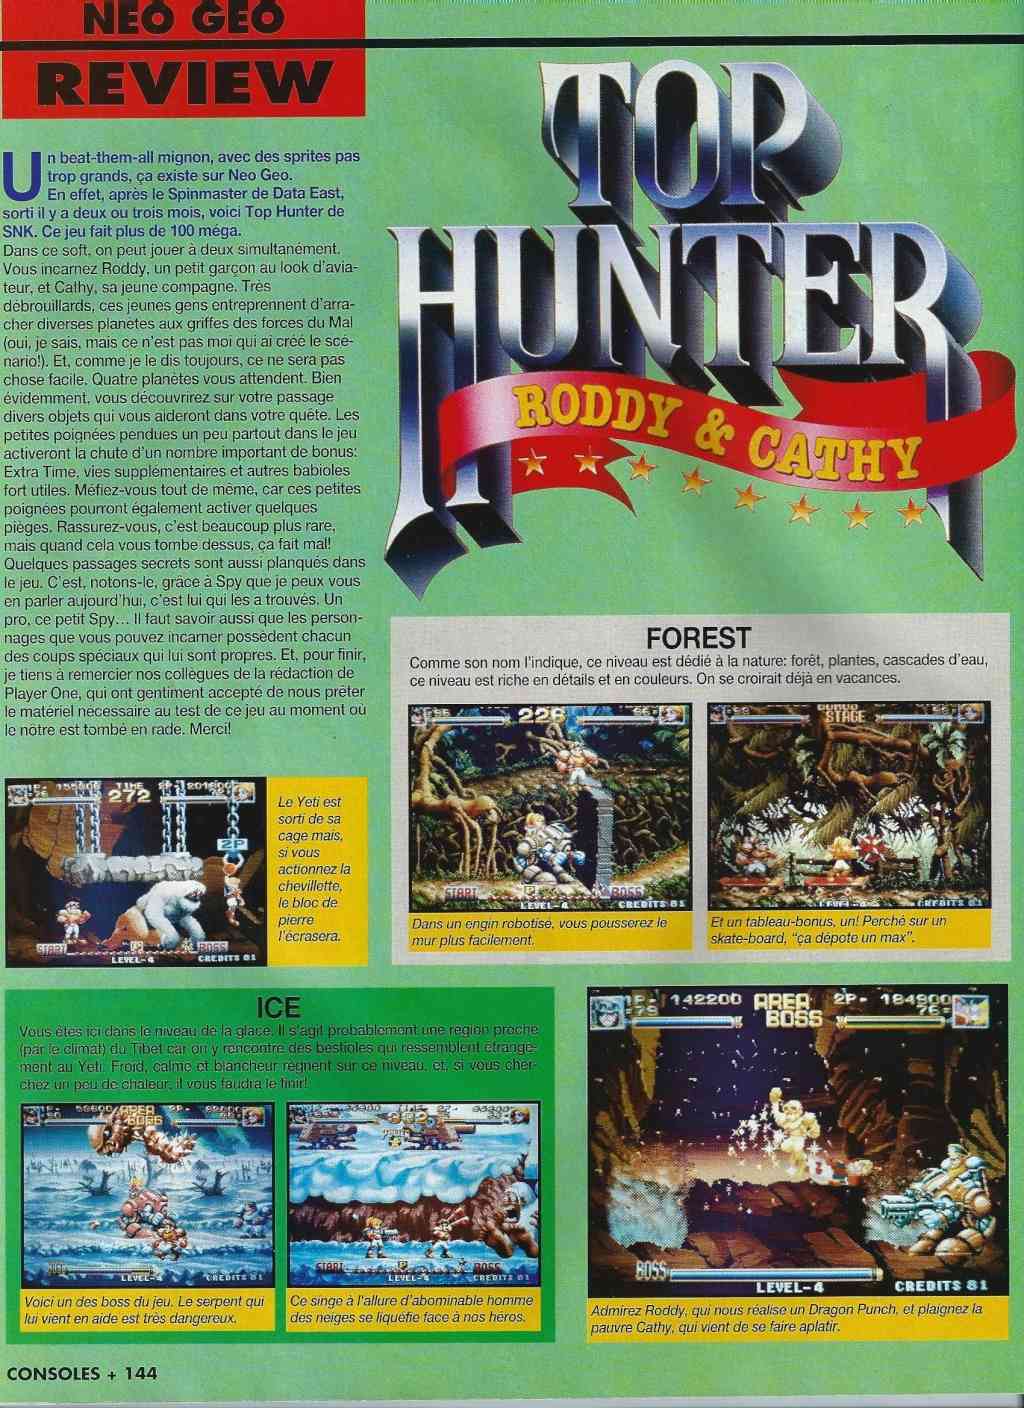 NEO GEO
REVIEW
TOP
HUNTER
RODDY & CATHY
Un beat-them-all mignon, avec des sprites pas
trop grands, ça existe sur Neo Geo.
En effet, après le Spinmaster de Data East,
sorti il y a deux ou trois mois, voici Top Hunter de
SNK. Ce jeu fait plus de 100 méga.
Dans ce soft, on peut jouer à deux simultanément.
Vous incarnez Roddy, un petit garçon au look d'avia-
teur, et Cathy, sa jeune compagne. Très
débrouillards, ces jeunes gens entreprennent d'arra-
cher diverses planètes aux griffes des forces du Mal
(oui, je sais, mais ce n'est pas moi qui ai créé le scé-
nario!). Et, comme je le dis toujours, ce ne sera pas
chose facile. Quatre planètes vous attendent. Bien
évidemment, vous découvrirez sur votre passage
divers objets qui vous aideront dans votre quête. Les
petites poignées pendues un peu partout dans le jeu
activeront la chute d'un nombre important de bonus:
Extra Time, vies supplémentaires et autres babioles
fort utiles. Méfiez-vous tout de même, car ces petites
poignées pourront également activer quelques
pièges. Rassurez-vous, c'est beaucoup plus rare,
mais quand cela vous tombe dessus, ça fait mal!
Quelques passages secrets sont aussi planqués dans
le jeu. C'est, notons-le, grâce à Spy que je peux vous
en parler aujourd'hui, c'est lui qui les a trouvés. Un
pro, ce petit Spy... Il faut savoir aussi que les person-
nages que vous pouvez incarner possèdent chacun
des coups spéciaux qui lui sont propres. Et, pour finir,
je tiens à remercier nos collègues de la rédaction de
Player One, qui ont gentiment accepté de nous prêter
le matériel nécessaire au test de ce jeu au moment où
le nôtre est tombé en rade. Merci!
TIME
272
2P
START
BOSS
LEVEL-4
CREDITS 81
Le Yeti est
sorti de sa
cage mais,
si vous
actionnez la
chevillette,
le bloc de
pierre
l'écrasera.
FOREST
Comme son nom l'indique, ce niveau est dédié à la nature: forêt, plantes, cascades d'eau,
ce niveau est riche en détails et en couleurs. On se croirait déjà en vacances.
226
START
BOSS
LEVEL-4
CREDITS 81
Dans un engin robotisé, vous pousserez le
mur plus facilement.
BONUS
STAGE
LEVEL-4
CREDITS 81
Et un tableau-bonus, un! Perché sur un
skate-board, "ça dépote un max".
ICE
Vous êtes ici dans le niveau de la glace. Il s'agit probablement une région proche
(par le climat) du Tibet car on y rencontre des bestioles qui ressemblent étrange-
ment au Yeti. Froid, calme et blancheur règnent sur ce niveau, et, si vous cher-
chez un peu de chaleur, il vous faudra le finir!
AREA
BOSS
LEVEL-4
CREDITS 81
Voici un des boss du jeu. Le serpent qui
lui vient en aide est très dangereux.
START
BOSS
LEVEL-4
CREDITS 81
Ce singe à l'allure d'abominable homme
des neiges se liquéfie face à nos héros.
1P- 142200 AREA 2P- 184900
=79 BOSS 76=
BOSS
LEVEL-4
CREDITS 81
Admirez Roddy, qui nous réalise un Dragon Punch, et plaignez la
pauvre Cathy, qui vient de se faire aplatir.
CONSOLES + 144